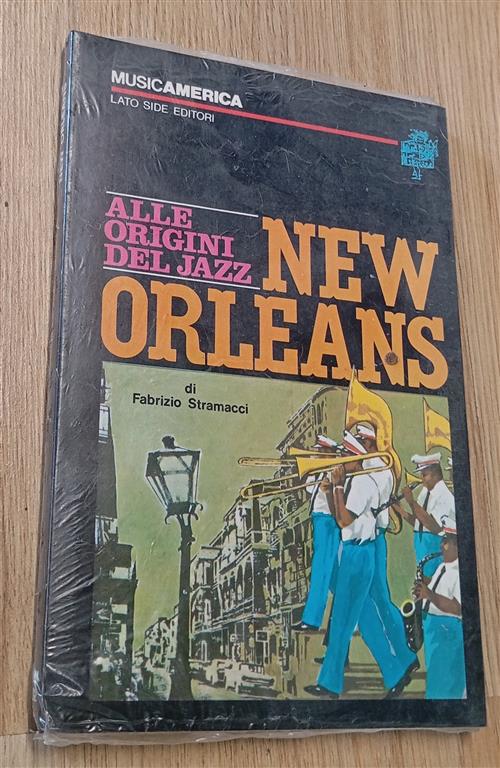 MUSICAMERICA
LATO SIDE EDITORI
ALLE
ORIGINI
DEL JAZZ
NEW
ORLEANS
di
Fabrizio Stramacci